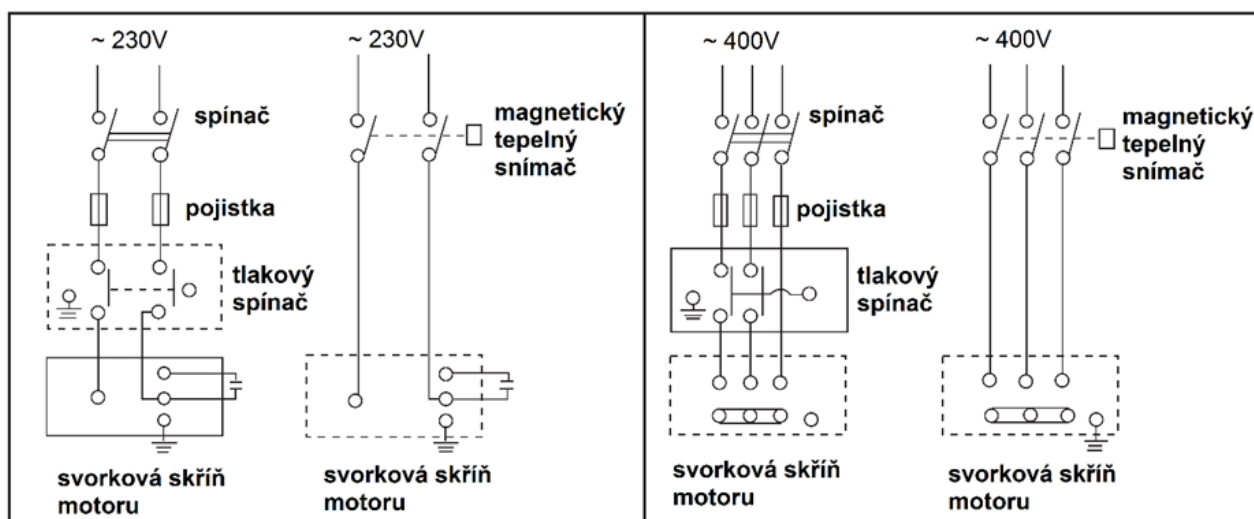 ~ 230V
spínač
pojistka
tlakový
spínač
svorková skříň
motoru
~ 230V
magnetický
tepelný
snímač
svorková skříň
motoru
~ 400V
spínač
pojistka
tlakový
spínač
svorková skříň
motoru
~ 400V
magnetický
tepelný
snímač
svorková skříň
motoru